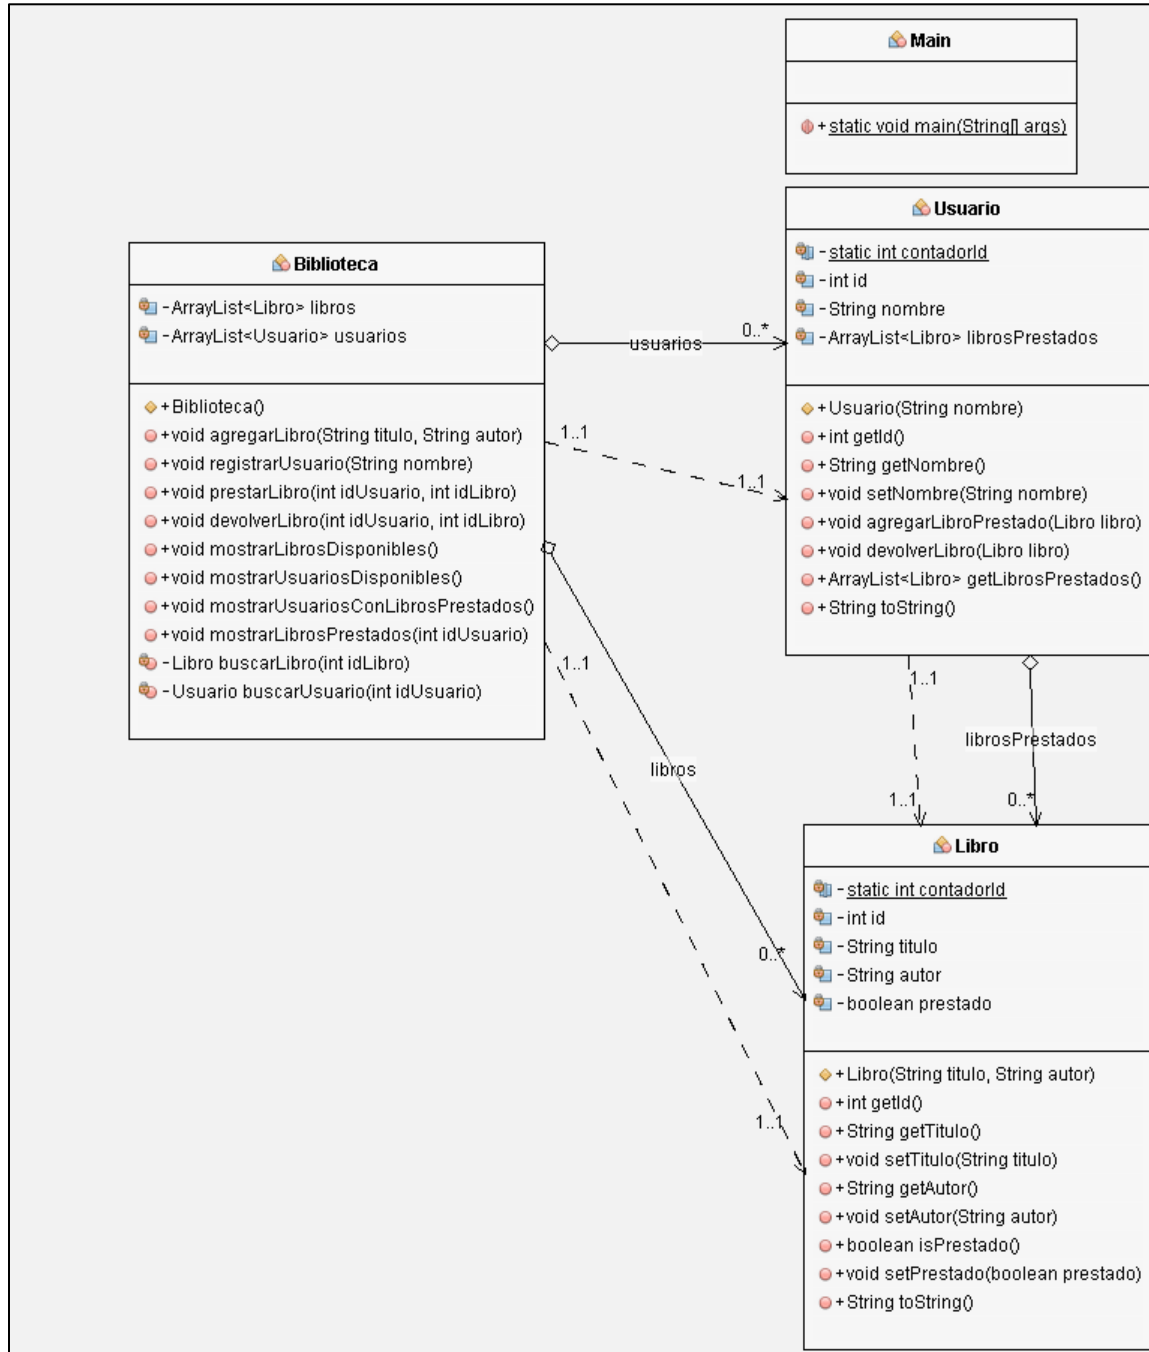 Main
+ static void main(String[] args)
Usuario
- static int contadorId
- int id
- String nombre
- ArrayList<Libro> librosPrestados
+ Usuario(String nombre)
+ int getId()
+ String getNombre()
+ void setNombre(String nombre)
+ void agregarLibroPrestado(Libro libro)
+ void devolverLibro(Libro libro)
+ ArrayList<Libro> getLibrosPrestados()
+ String toString()
Biblioteca
- ArrayList<Libro> libros
- ArrayList<Usuario> usuarios
+ Biblioteca()
+ void agregarLibro(String titulo, String autor)
+ void registrarUsuario(String nombre)
+ void prestarLibro(int idUsuario, int idLibro)
+ void devolverLibro(int idUsuario, int idLibro)
+ void mostrarLibrosDisponibles()
+ void mostrarUsuariosDisponibles()
+ void mostrarUsuariosConLibrosPrestados()
+ void mostrarLibrosPrestados(int idUsuario)
- Libro buscarLibro(int idLibro)
- Usuario buscarUsuario(int idUsuario)
usuarios
0..*
1..1
1..1
1..1
libros
0..*
1..1
1..1
librosPrestados
1..1
0..*
Libro
- static int contadorId
- int id
- String titulo
- String autor
- boolean prestado
+ Libro(String titulo, String autor)
+ int getId()
+ String getTitulo()
+ void setTitulo(String titulo)
+ String getAutor()
+ void setAutor(String autor)
+ boolean isPrestado()
+ void setPrestado(boolean prestado)
+ String toString()